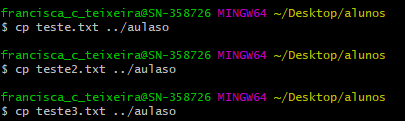 francisca_c_teixeira@SN-358726 MINGW64 ~/Desktop/alunos
$ cp teste.txt ../aulaso
francisca_c_teixeira@SN-358726 MINGW64 ~/Desktop/alunos
$ cp teste2.txt ../aulaso
francisca_c_teixeira@SN-358726 MINGW64 ~/Desktop/alunos
$ cp teste3.txt ../aulaso